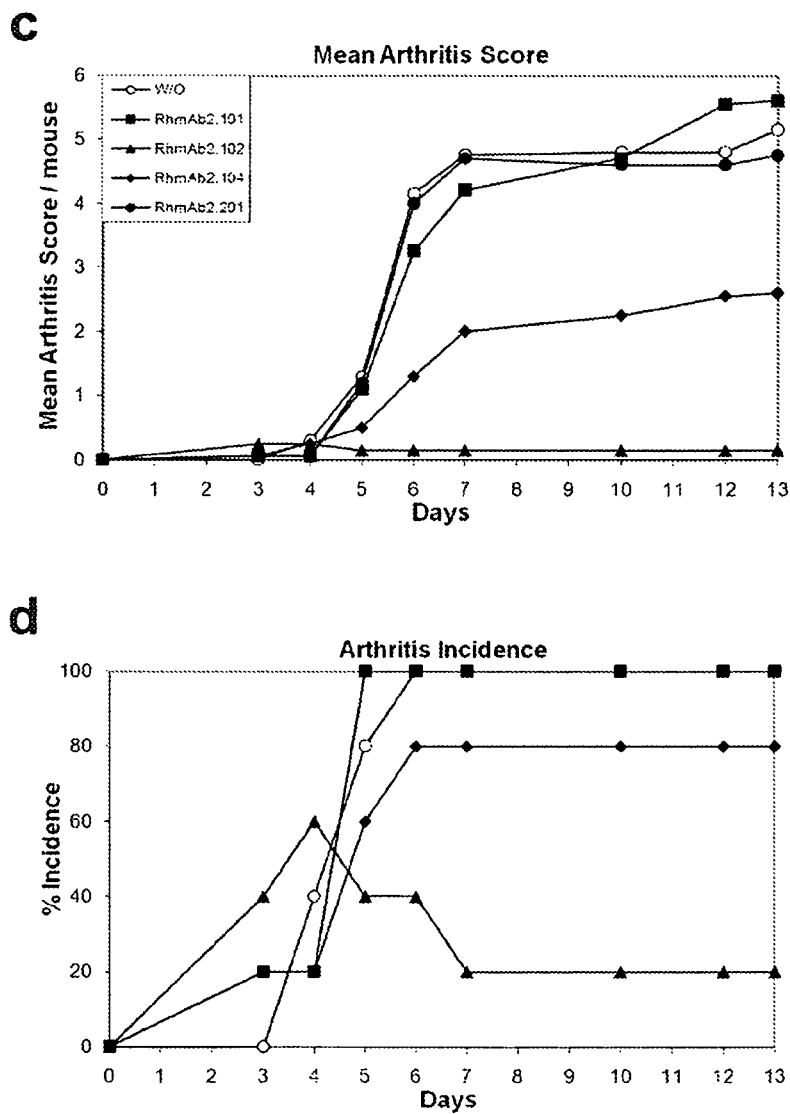 c
Mean Arthritis Score
Mean Arthritis Score / mouse
6
5
4
3
2
1
0
W/O
RhmAb2.101
RhmAb2.102
RhmAb2.104
RhmAb2.201
0 1 2 3 4 5 6 7 8 9 10 11 12 13
Days
d
Arthritis Incidence
% Incidence
100
80
60
40
20
0
0 1 2 3 4 5 6 7 8 9 10 11 12 13
Days